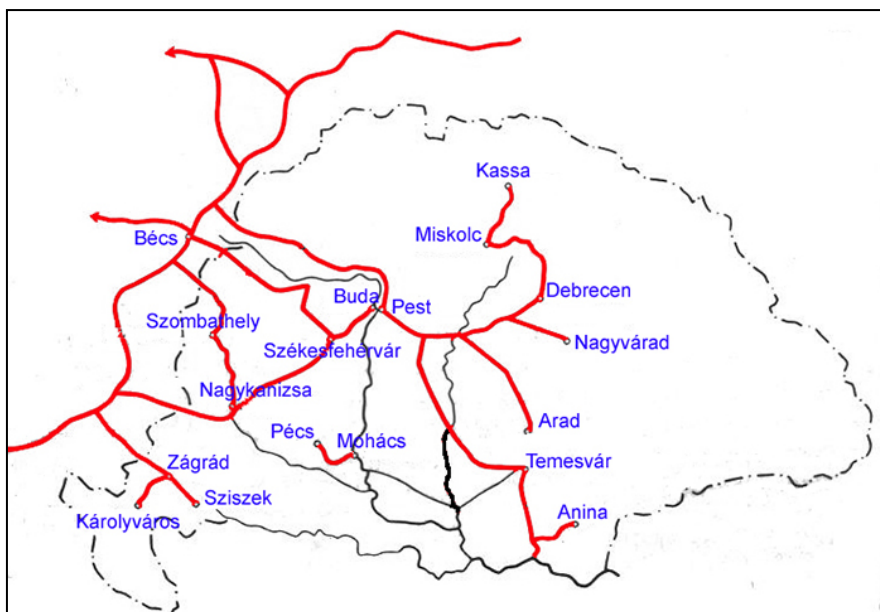 Kassa
Miskolc
Bécs
Debrecen
Buda
Pest
Szombathely
Székesfehérvár
Nagyvárad
Nagykanizsa
Arad
Pécs
Mohács
Zágrád
Temesvár
Sziszek
Anina
Károlyváros